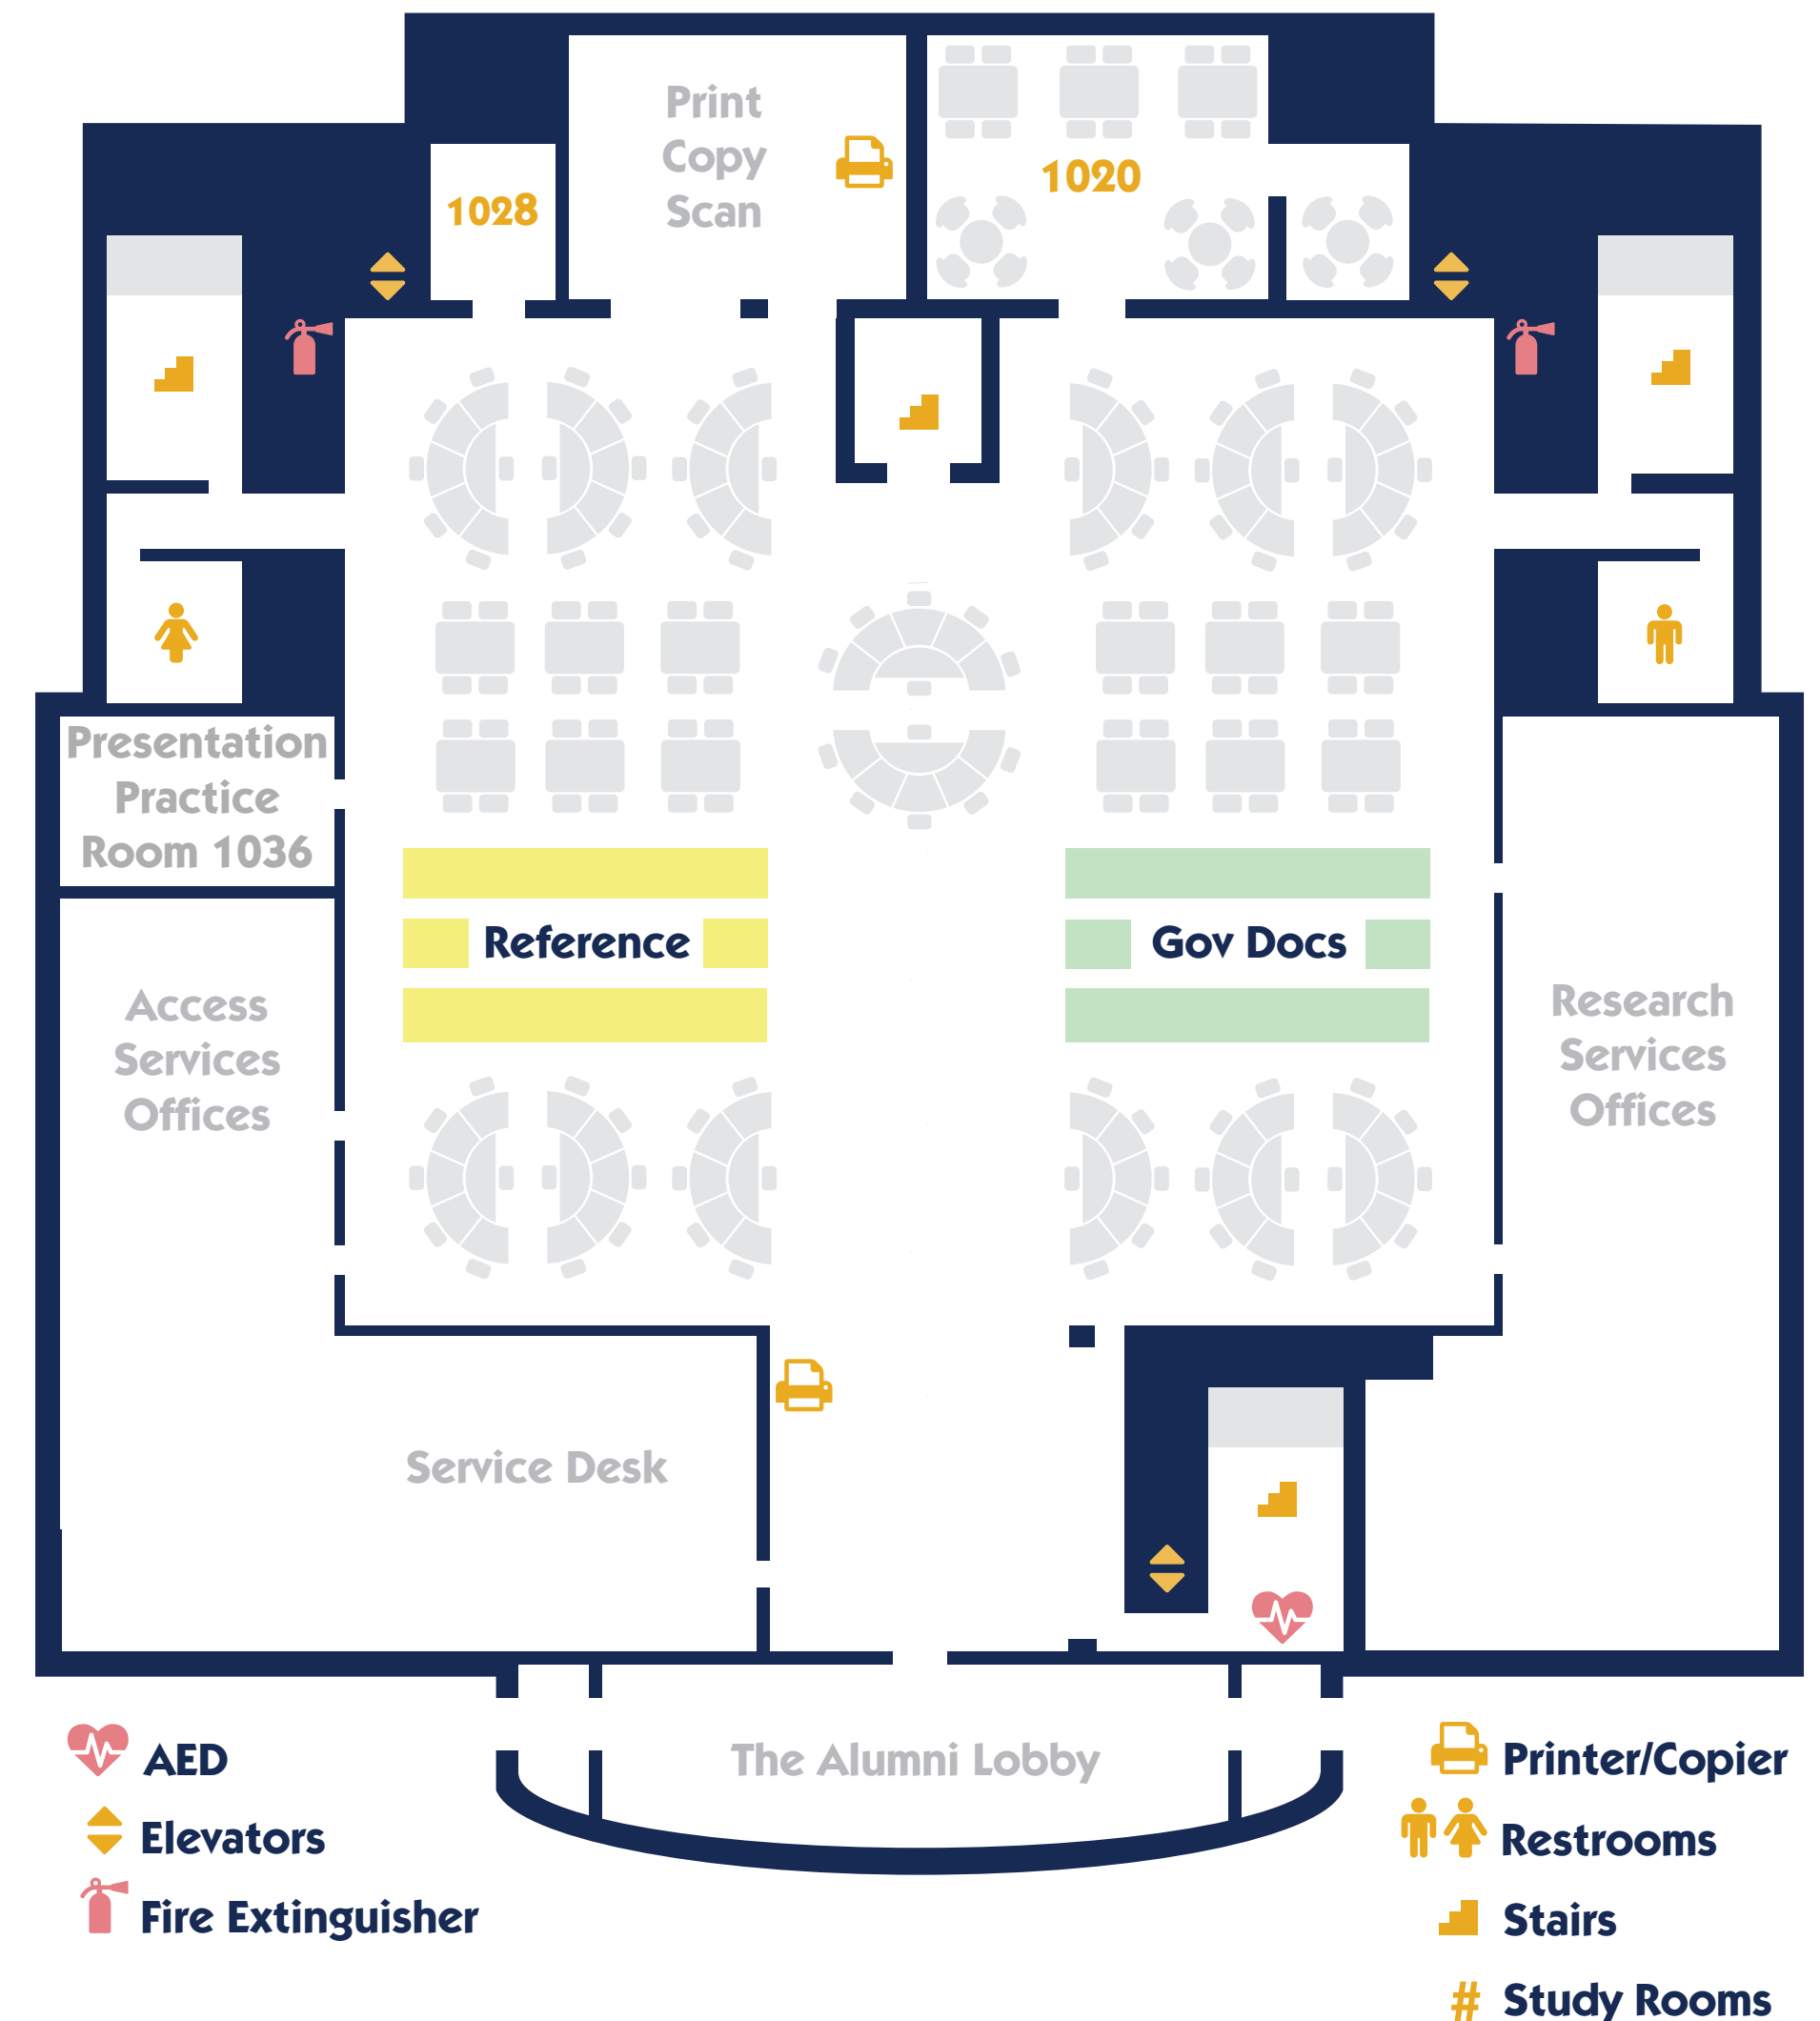 Print
Copy
Scan
1020
1028
Presentation
Practice
Room 1036
Reference
Gov Docs
Access
Services
Offices
Research
Services
Offices
Service Desk
The Alumni Lobby
AED
Elevators
Fire Extinguisher
Printer/Copier
Restrooms
Stairs
# Study Rooms